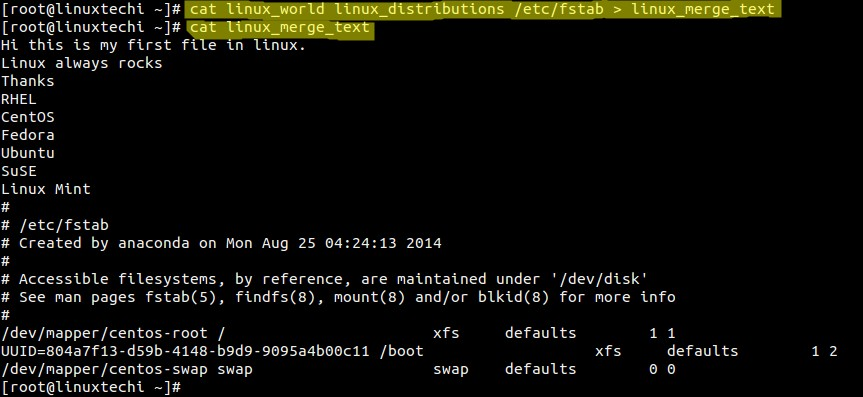 [root@linuxtechi ~]# cat linux_world linux_distributions /etc/fstab > linux_merge_text
[root@linuxtechi ~]# cat linux_merge_text
Hi this is my first file in linux.
Linux always rocks
Thanks
RHEL
CentOS
Fedora
Ubuntu
SuSE
Linux Mint
#
# /etc/fstab
# Created by anaconda on Mon Aug 25 04:24:13 2014
#
# Accessible filesystems, by reference, are maintained under '/dev/disk'
# See man pages fstab(5), findfs(8), mount(8) and/or blkid(8) for more info
#
/dev/mapper/centos-root /                       xfs     defaults        1 1
UUID=804a7f13-d59b-4148-b9d9-9095a4b00c11 /boot                   xfs     defaults        1 2
/dev/mapper/centos-swap swap                    swap    defaults        0 0
[root@linuxtechi ~]#